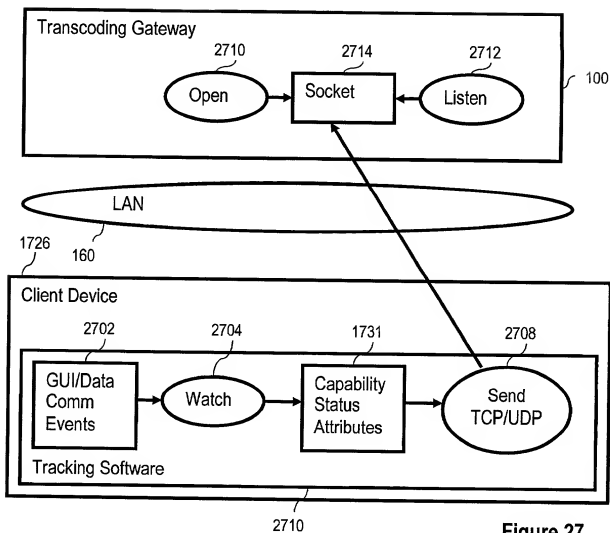 Transcoding Gateway
2710
2714
2712
100
Open
Socket
Listen
LAN
160
1726
Client Device
2702
2704
1731
2708
GUI/Data
Comm
Events
Watch
Capability
Status
Attributes
Send
TCP/UDP
Tracking Software
2710
Figure 27